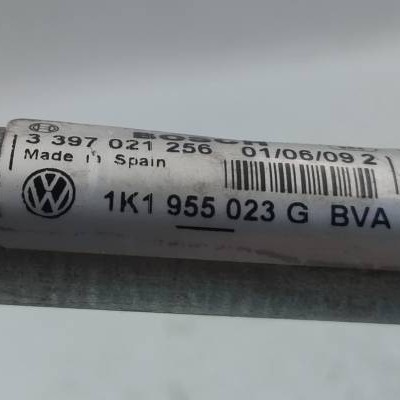 BOSCH
3 397 021 256 01/06/09 2
Made in Spain
1K1 955 023 G BVA